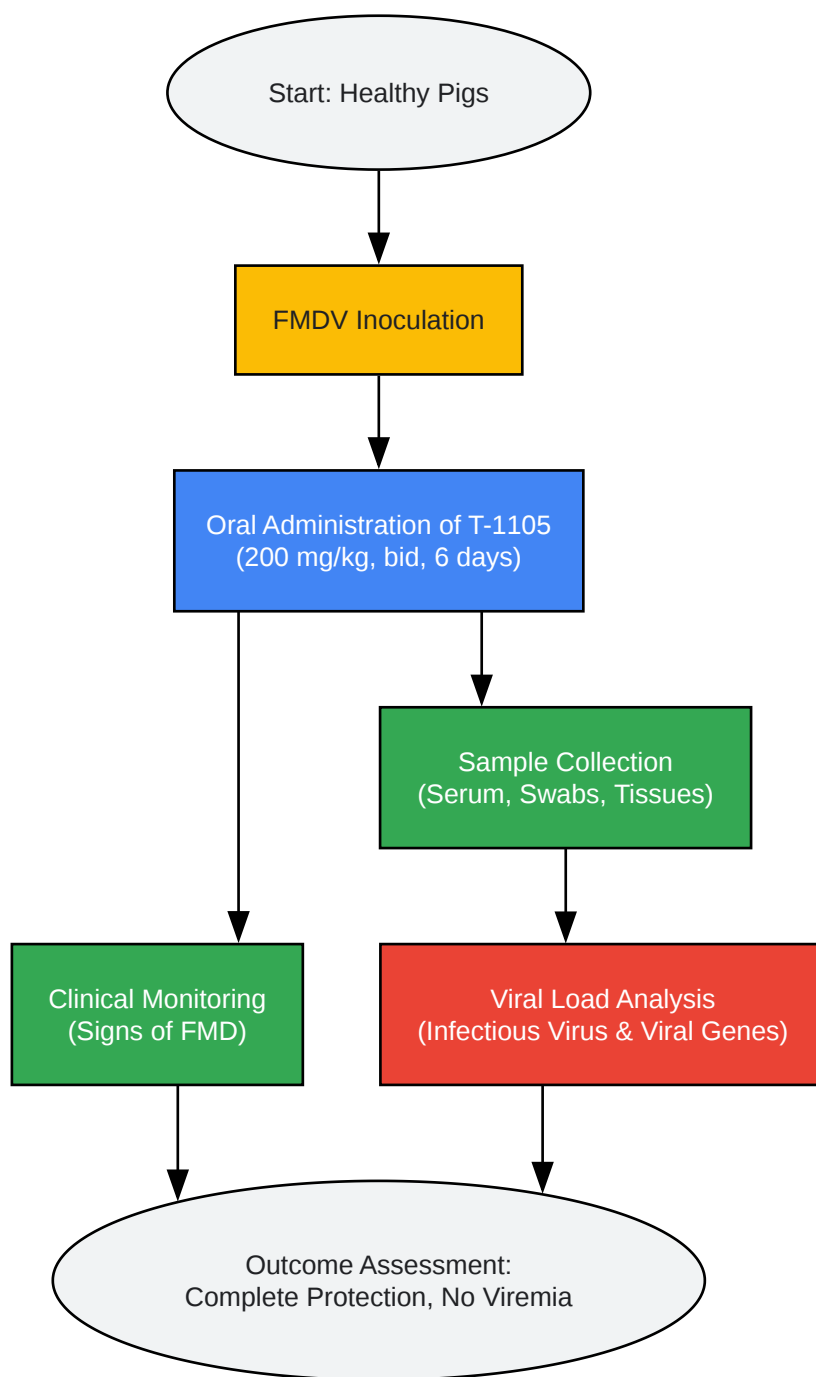 Start: Healthy Pigs
FMDV Inoculation
Oral Administration of T-1105
(200 mg/kg, bid, 6 days)
Sample Collection
(Serum, Swabs, Tissues)
Clinical Monitoring
(Signs of FMD)
Viral Load Analysis
(Infectious Virus & Viral Genes)
Outcome Assessment:
Complete Protection, No Viremia